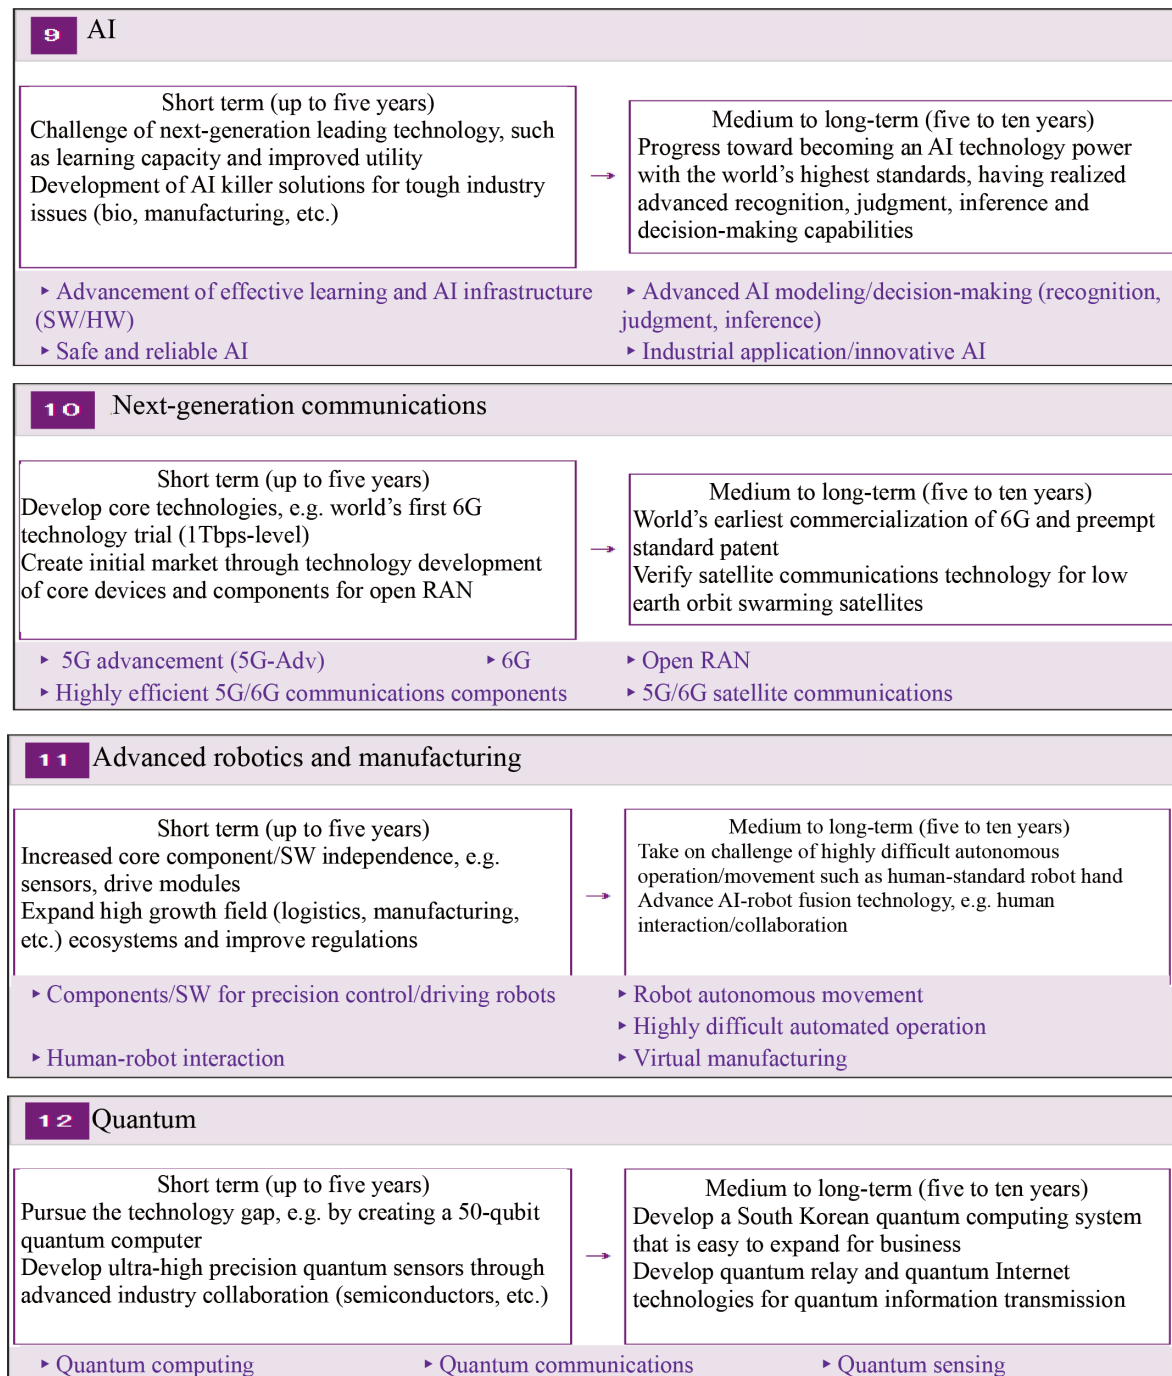 9 AI
Short term (up to five years)
Challenge of next-generation leading technology, such
as learning capacity and improved utility
Development of AI killer solutions for tough industry
issues (bio, manufacturing, etc.)
→
Medium to long-term (five to ten years)
Progress toward becoming an AI technology power
with the world's highest standards, having realized
advanced recognition, judgment, inference and
decision-making capabilities
▸ Advancement of effective learning and AI infrastructure
(SW/HW)
▸ Safe and reliable AI
▸ Advanced AI modeling/decision-making (recognition,
judgment, inference)
▸ Industrial application/innovative AI
10 Next-generation communications
Short term (up to five years)
Develop core technologies, e.g. world's first 6G
technology trial (1Tbps-level)
Create initial market through technology development
of core devices and components for open RAN
→
Medium to long-term (five to ten years)
World's earliest commercialization of 6G and preempt
standard patent
Verify satellite communications technology for low
earth orbit swarming satellites
▸ 5G advancement (5G-Adv) ▸ 6G ▸ Open RAN
▸ Highly efficient 5G/6G communications components ▸ 5G/6G satellite communications
11 Advanced robotics and manufacturing
Short term (up to five years)
Increased core component/SW independence, e.g.
sensors, drive modules
Expand high growth field (logistics, manufacturing,
etc.) ecosystems and improve regulations
→
Medium to long-term (five to ten years)
Take on challenge of highly difficult autonomous
operation/movement such as human-standard robot hand
Advance AI-robot fusion technology, e.g. human
interaction/collaboration
▸ Components/SW for precision control/driving robots ▸ Robot autonomous movement
▸ Highly difficult automated operation
▸ Human-robot interaction ▸ Virtual manufacturing
12 Quantum
Short term (up to five years)
Pursue the technology gap, e.g. by creating a 50-qubit
quantum computer
Develop ultra-high precision quantum sensors through
advanced industry collaboration (semiconductors, etc.)
→
Medium to long-term (five to ten years)
Develop a South Korean quantum computing system
that is easy to expand for business
Develop quantum relay and quantum Internet
technologies for quantum information transmission
▸ Quantum computing ▸ Quantum communications ▸ Quantum sensing